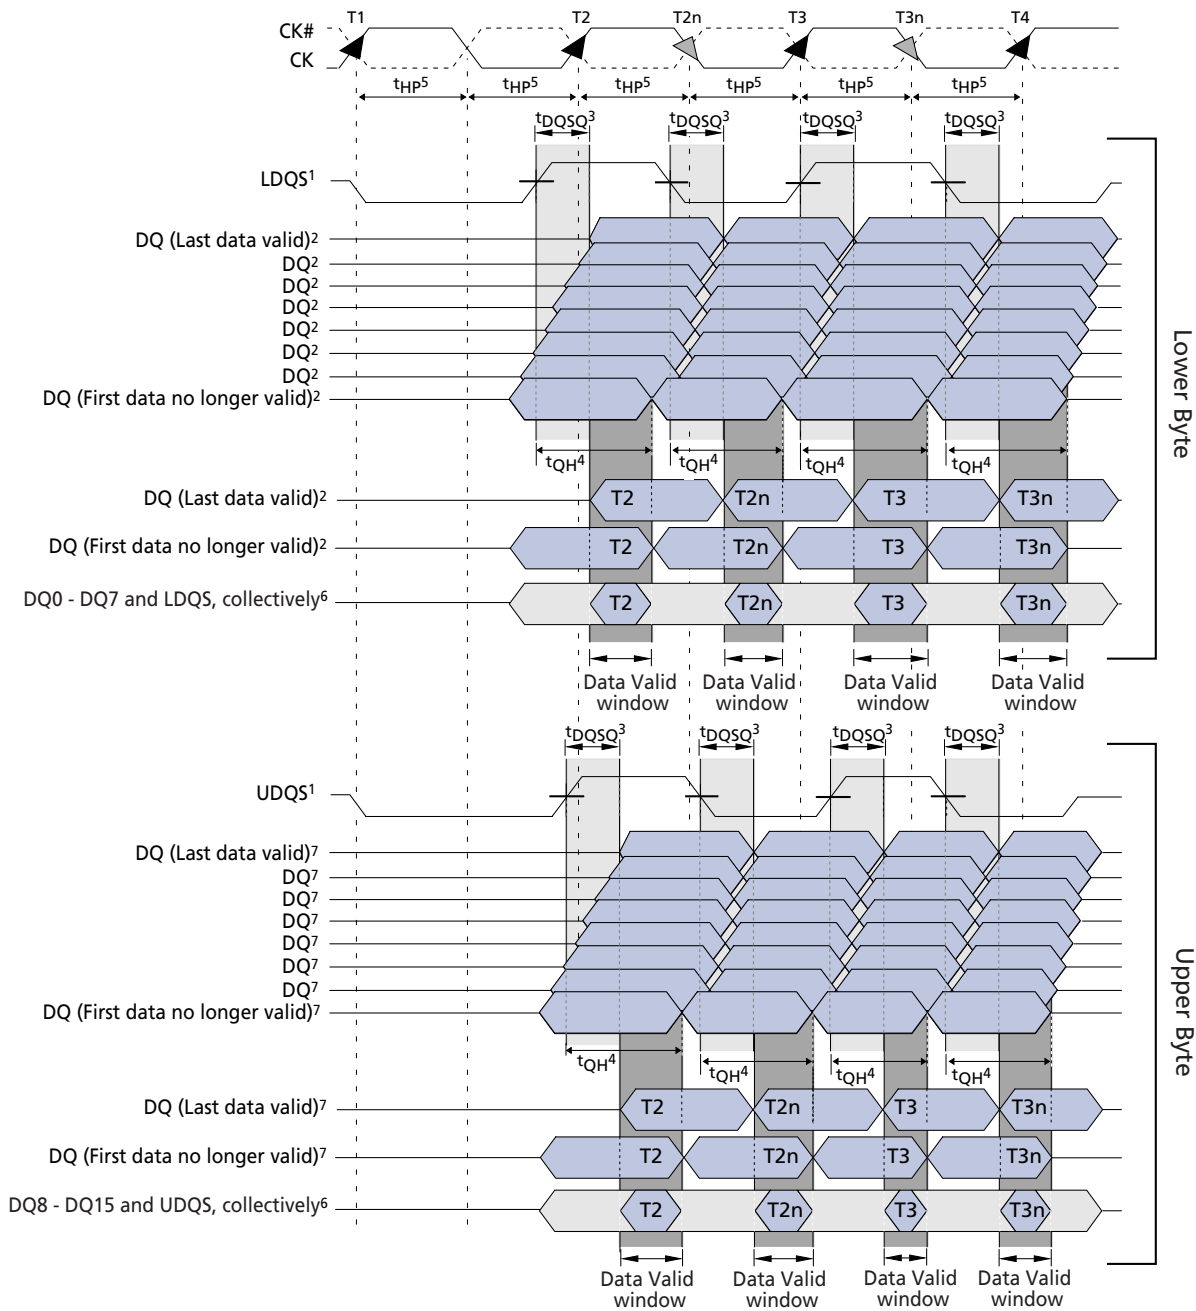 T1 T2 T2n T3 T3n T4
CK#
CK
tHP5 tHP5 tHP5 tHP5 tHP5 tHP5
tDQSQ3 tDQSQ3 tDQSQ3 tDQSQ3
LDQS1
DQ (Last data valid)2
DQ2
DQ2
DQ2
DQ2
DQ2
DQ2
DQ (First data no longer valid)2
tQH4 tQH4 tQH4 tQH4
DQ (Last data valid)2 T2 T2n T3 T3n
DQ (First data no longer valid)2 T2 T2n T3 T3n
DQ0 - DQ7 and LDQS, collectively6 T2 T2n T3 T3n
Data Valid window
Data Valid window
Data Valid window
Data Valid window
Lower Byte
tDQSQ3 tDQSQ3 tDQSQ3 tDQSQ3
UDQS1
DQ (Last data valid)7
DQ7
DQ7
DQ7
DQ7
DQ7
DQ7
DQ (First data no longer valid)7
tQH4 tQH4 tQH4 tQH4
DQ (Last data valid)7 T2 T2n T3 T3n
DQ (First data no longer valid)7 T2 T2n T3 T3n
DQ8 - DQ15 and UDQS, collectively6 T2 T2n T3 T3n
Data Valid window
Data Valid window
Data Valid window
Data Valid window
Upper Byte